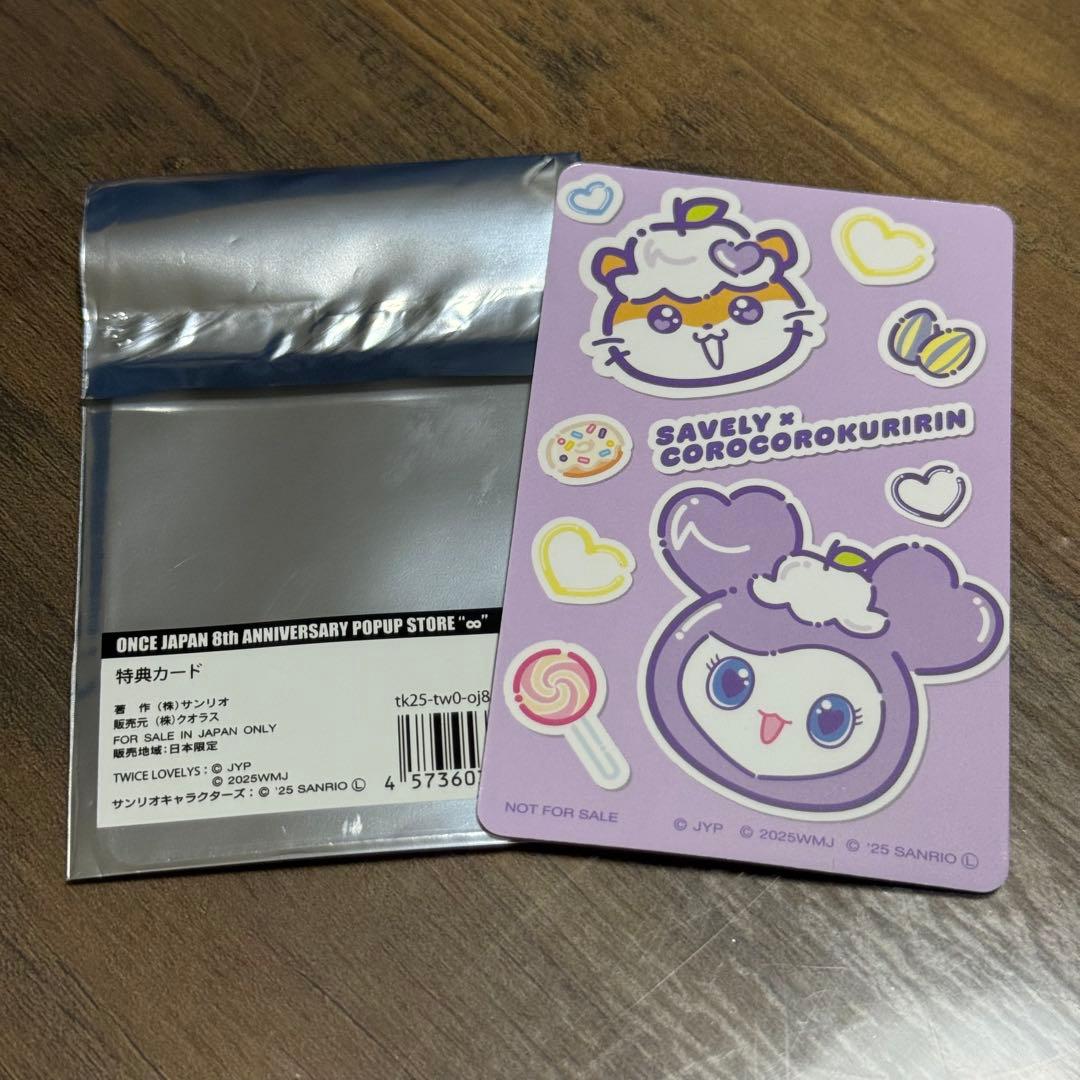 ONCE JAPAN 8th ANNIVERSARY POPUP STORE "∞"
特典カード
著　作 (株)サンリオ
販売元 (株)クオラス
FOR SALE IN JAPAN ONLY
販売地域:日本限定
TWICE LOVELYS : © JYP
© 2025WMJ
サンリオキャラクターズ : © '25 SANRIO Ⓛ
tk25-tw0-oj8
4 573603
SAVELY ×
COROCOROKURIRIN
NOT FOR SALE
© JYP © 2025WMJ © '25 SANRIO Ⓛ